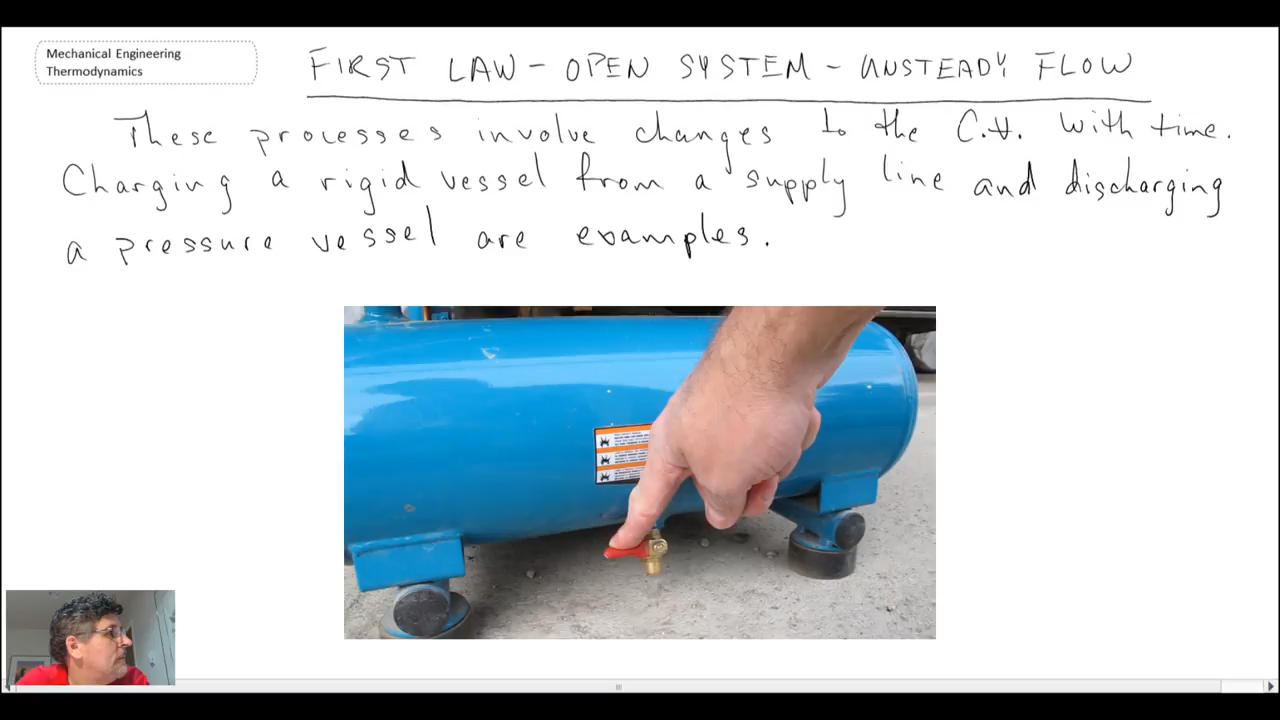 Mechanical Engineering
Thermodynamics
FIRST LAW - OPEN SYSTEM - UNSTEADY FLOW
These processes involve changes to the C.V. with time.
Charging a rigid vessel from a supply line and discharging
a pressure vessel are examples.